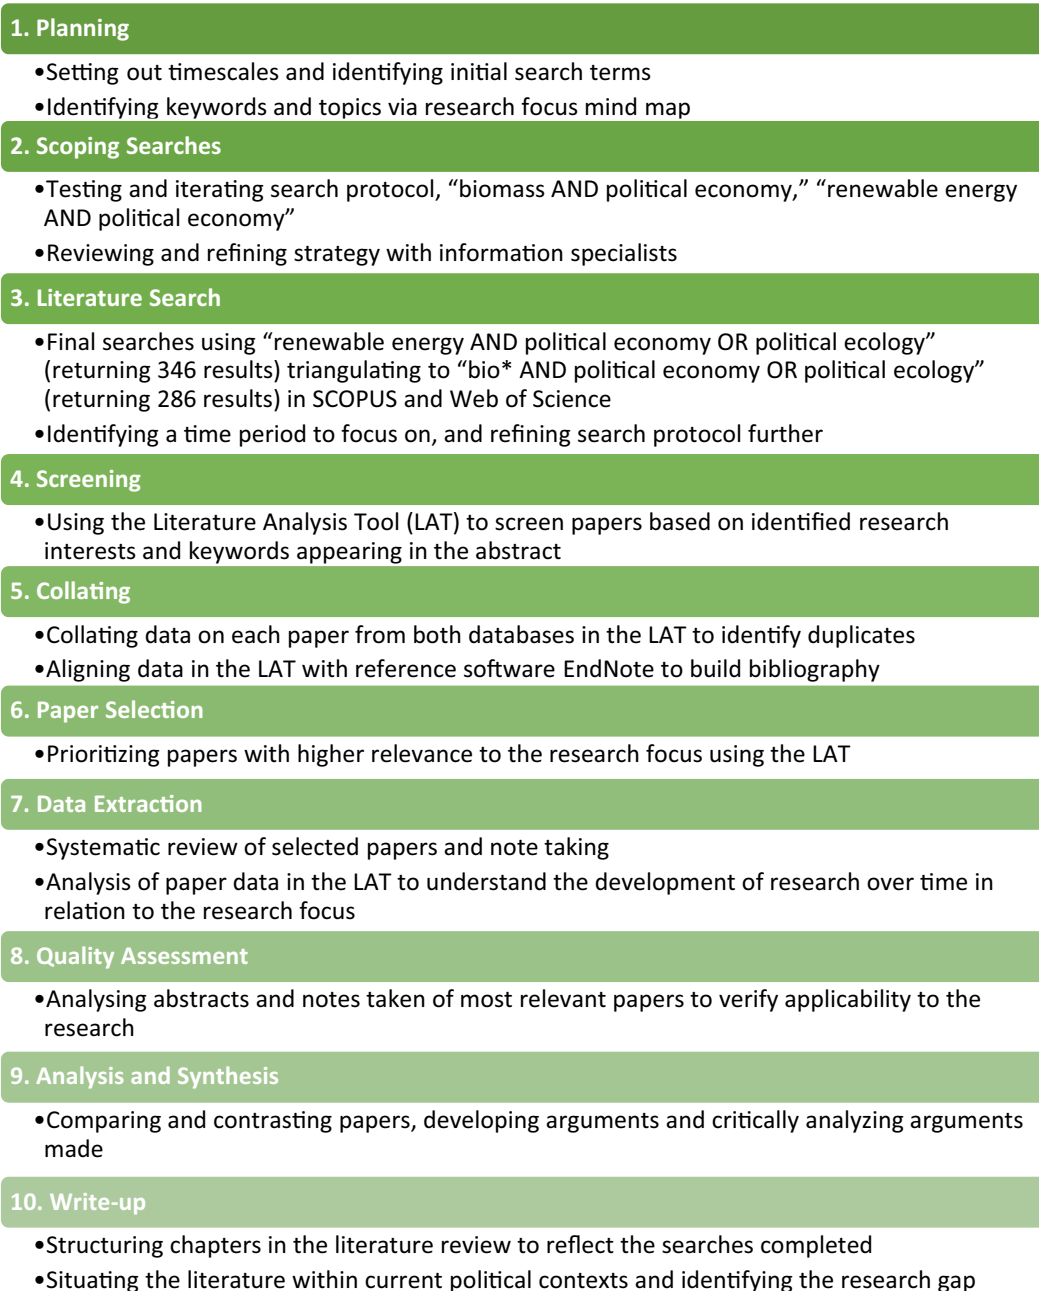 1. Planning
•Setting out timescales and identifying initial search terms
•Identifying keywords and topics via research focus mind map
2. Scoping Searches
•Testing and iterating search protocol, “biomass AND political economy,” “renewable energy
AND political economy”
•Reviewing and refining strategy with information specialists
3. Literature Search
•Final searches using “renewable energy AND political economy OR political ecology”
(returning 346 results) triangulating to “bio* AND political economy OR political ecology”
(returning 286 results) in SCOPUS and Web of Science
•Identifying a time period to focus on, and refining search protocol further
4. Screening
•Using the Literature Analysis Tool (LAT) to screen papers based on identified research
interests and keywords appearing in the abstract
5. Collating
•Collating data on each paper from both databases in the LAT to identify duplicates
•Aligning data in the LAT with reference software EndNote to build bibliography
6. Paper Selection
•Prioritizing papers with higher relevance to the research focus using the LAT
7. Data Extraction
•Systematic review of selected papers and note taking
•Analysis of paper data in the LAT to understand the development of research over time in
relation to the research focus
8. Quality Assessment
•Analysing abstracts and notes taken of most relevant papers to verify applicability to the
research
9. Analysis and Synthesis
•Comparing and contrasting papers, developing arguments and critically analyzing arguments
made
10. Write-up
•Structuring chapters in the literature review to reflect the searches completed
•Situating the literature within current political contexts and identifying the research gap